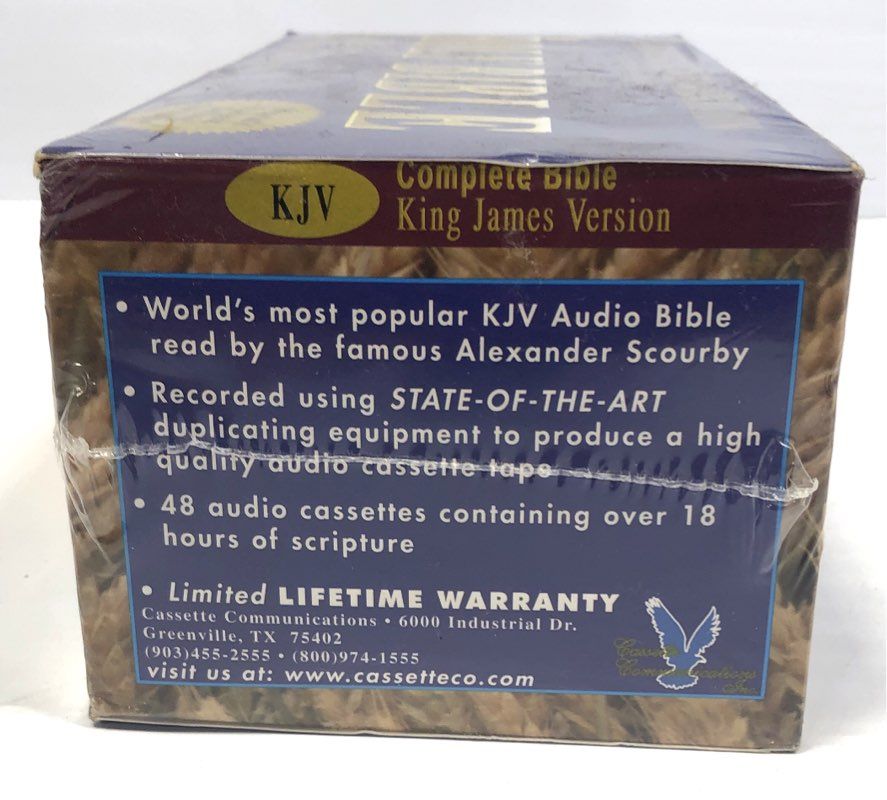 KJV
Complete Bible
King James Version
• World's most popular KJV Audio Bible
read by the famous Alexander Scourby
• Recorded using STATE-OF-THE-ART
duplicating equipment to produce a high
quality audio cassette tape
• 48 audio cassettes containing over 18
hours of scripture
• Limited LIFETIME WARRANTY
Cassette Communications • 6000 Industrial Dr.
Greenville, TX 75402
(903)455-2555 • (800)974-1555
visit us at: www.cassetteco.com
Cassette
Communications
Inc.